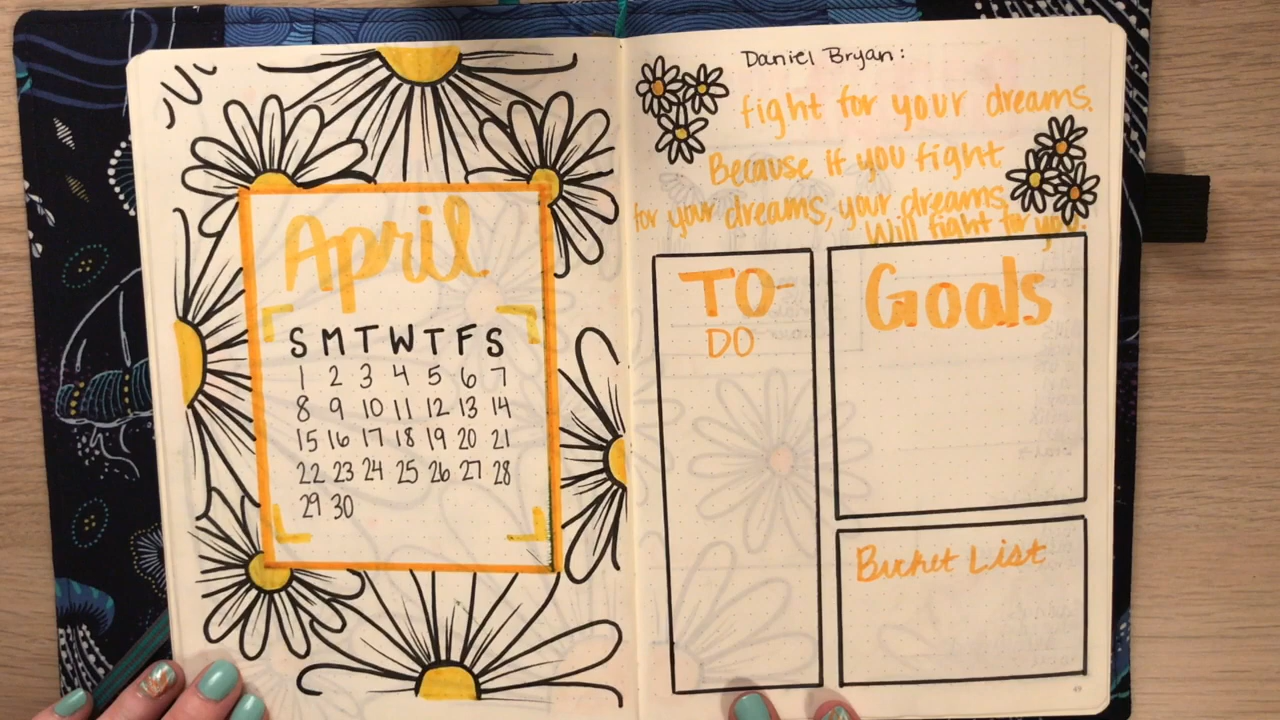 April
S M T W T F S
1 2 3 4 5 6 7
8 9 10 11 12 13 14
15 16 17 18 19 20 21
22 23 24 25 26 27 28
29 30
Daniel Bryan:
fight for your dreams.
Because if you fight
for your dreams, your dreams
Will fight for you.
TO-
DO
Goals
Bucket List